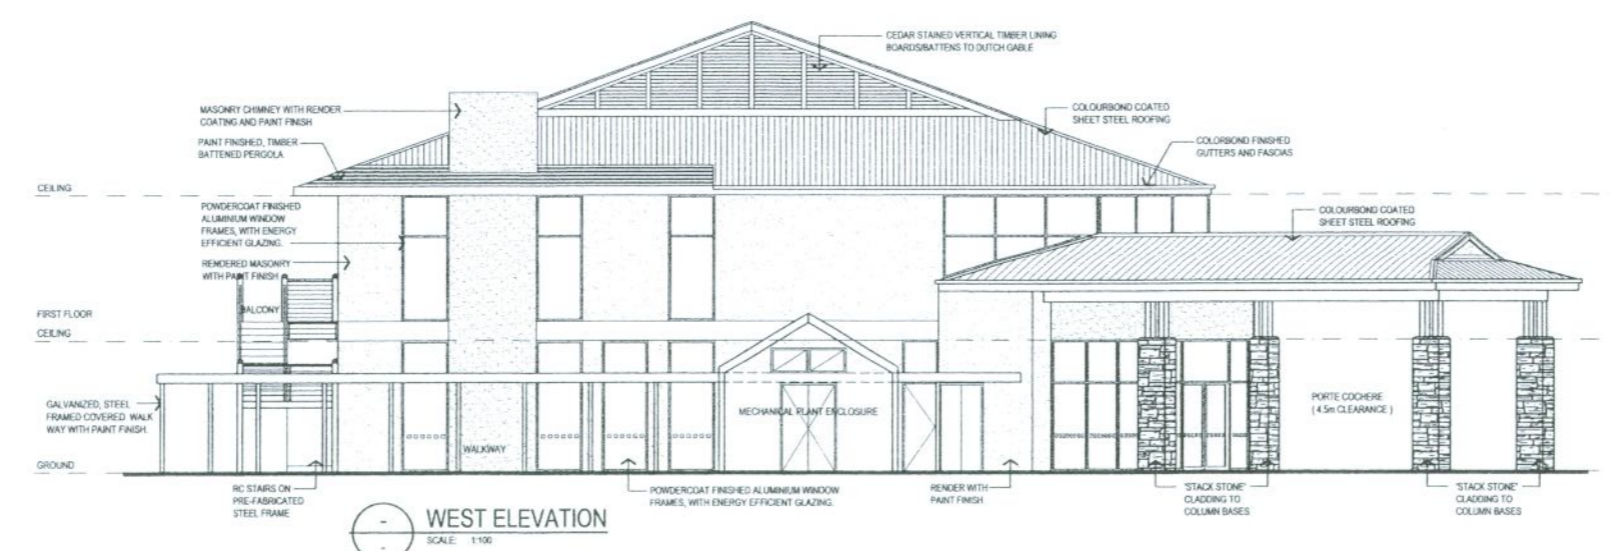 CEDAR STAINED VERTICAL TIMBER LINING
BOARDS/BATTENS TO DUTCH GABLE
MASONRY CHIMNEY WITH RENDER
COATING AND PAINT FINISH
COLOURBOND COATED
SHEET STEEL ROOFING
PAINT FINISHED, TIMBER
BATTENED PERGOLA
COLORBOND FINISHED
GUTTERS AND FASCIAS
CEILING
POWDERCOAT FINISHED
ALUMINIUM WINDOW
FRAMES, WITH ENERGY
EFFICIENT GLAZING.
COLOURBOND COATED
SHEET STEEL ROOFING
RENDERED MASONRY
WITH PAINT FINISH
BALCONY
FIRST FLOOR
CEILING
GALVANIZED, STEEL
FRAMED COVERED WALK
WAY WITH PAINT FINISH.
MECHANICAL PLANT ENCLOSURE
PORTE COCHERE
( 4.5m CLEARANCE )
WALKWAY
GROUND
RC STAIRS ON
PRE-FABRICATED
STEEL FRAME
POWDERCOAT FINISHED ALUMINIUM WINDOW
FRAMES, WITH ENERGY EFFICIENT GLAZING.
RENDER WITH
PAINT FINISH
'STACK STONE'
CLADDING TO
COLUMN BASES
'STACK STONE'
CLADDING TO
COLUMN BASES
WEST ELEVATION
SCALE: 1:100